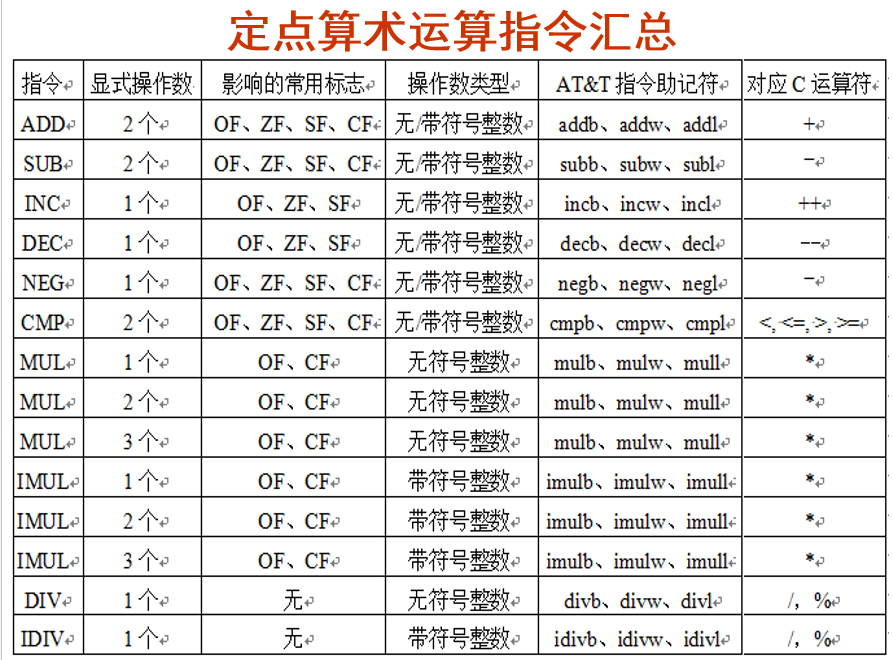 定点算术运算指令汇总
指令 显式操作数 影响的常用标志 操作数类型 AT&T 指令助记符 对应 C 运算符
ADD 2 个 OF、ZF、SF、CF 无/带符号整数 addb、addw、addl +
SUB 2 个 OF、ZF、SF、CF 无/带符号整数 subb、subw、subl -
INC 1 个 OF、ZF、SF 无/带符号整数 incb、incw、incl ++
DEC 1 个 OF、ZF、SF 无/带符号整数 decb、decw、decl --
NEG 1 个 OF、ZF、SF、CF 无/带符号整数 negb、negw、negl -
CMP 2 个 OF、ZF、SF、CF 无/带符号整数 cmpb、cmpw、cmpl <, <=, >, >=
MUL 1 个 OF、CF 无符号整数 mulb、mulw、mull *
MUL 2 个 OF、CF 无符号整数 mulb、mulw、mull *
MUL 3 个 OF、CF 无符号整数 mulb、mulw、mull *
IMUL 1 个 OF、CF 带符号整数 imulb、imulw、imull *
IMUL 2 个 OF、CF 带符号整数 imulb、imulw、imull *
IMUL 3 个 OF、CF 带符号整数 imulb、imulw、imull *
DIV 1 个 无 无符号整数 divb、divw、divl /，%
IDIV 1 个 无 带符号整数 idivb、idivw、idivl /，%